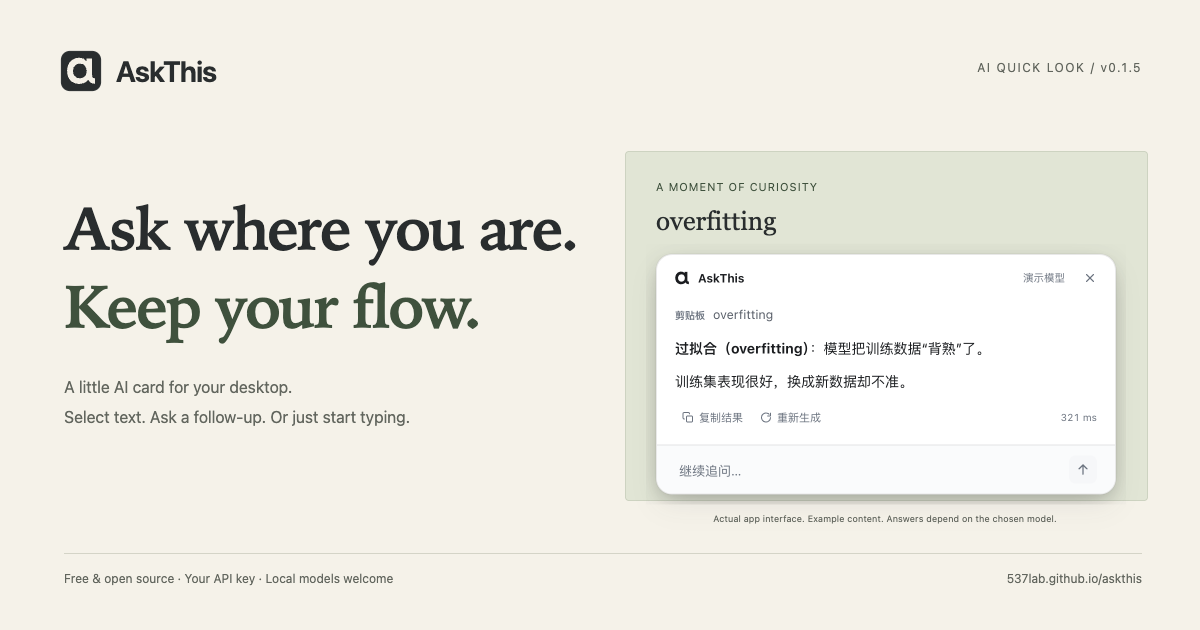 AskThis
AI QUICK LOOK / v0.1.5
Ask where you are.
Keep your flow.
A little AI card for your desktop.
Select text. Ask a follow-up. Or just start typing.
A MOMENT OF CURIOSITY
overfitting
AskThis
演示模型
剪贴板 overfitting
过拟合（overfitting）：模型把训练数据“背熟”了。
训练集表现很好，换成新数据却不准。
复制结果 重新生成 321 ms
继续追问…
Actual app interface. Example content. Answers depend on the chosen model.
Free & open source · Your API key · Local models welcome
537lab.github.io/askthis